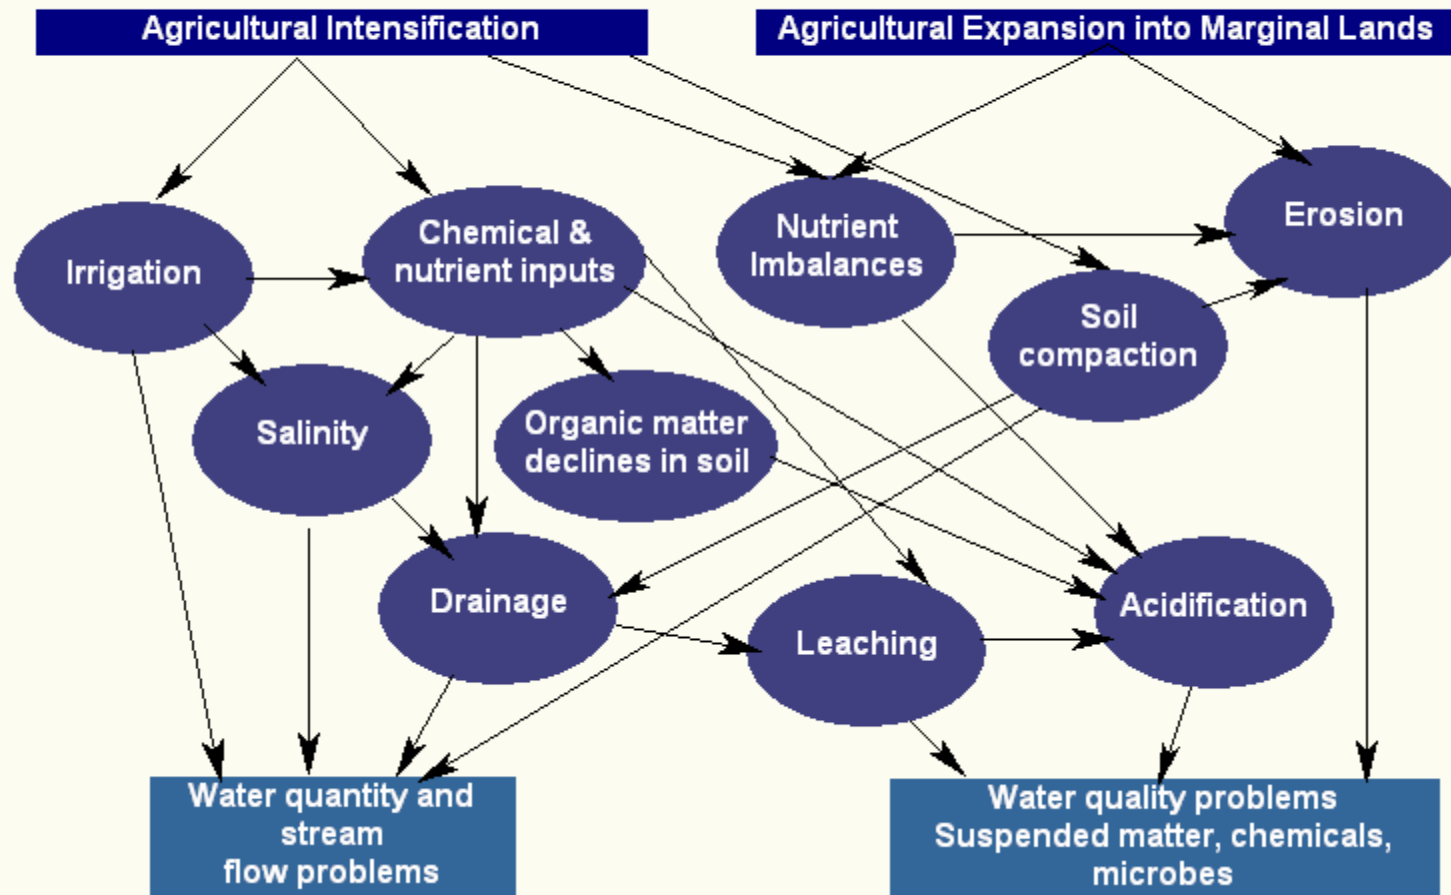 Agricultural Intensification
Agricultural Expansion into Marginal Lands
Irrigation
Chemical &
nutrient inputs
Nutrient
Imbalances
Erosion
Soil
compaction
Salinity
Organic matter
declines in soil
Drainage
Leaching
Acidification
Water quantity and
stream
flow problems
Water quality problems
Suspended matter, chemicals,
microbes